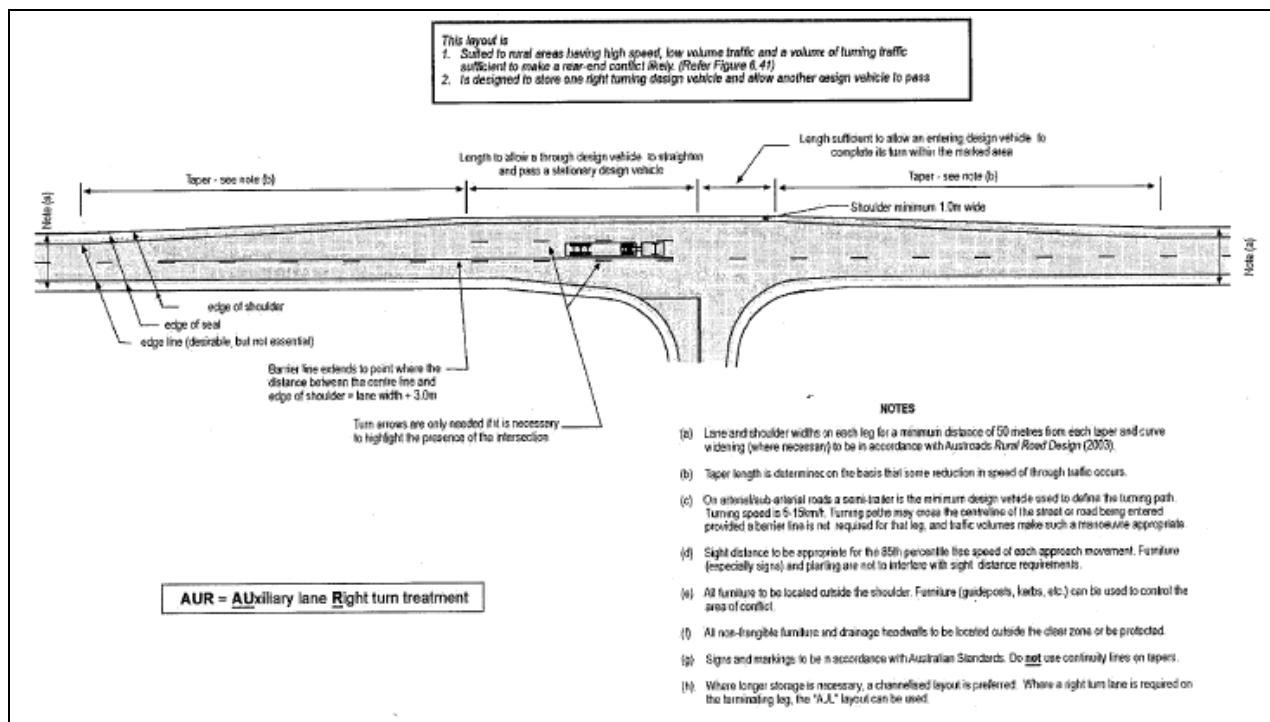 This layout is
1. Suited to rural areas having high speed, low volume traffic and a volume of turning traffic
sufficient to make a rear-end conflict likely. (Refer Figure 6.41)
2. Is designed to store one right turning design vehicle and allow another design vehicle to pass
Lengh sufficient to allow an entering design vehicle to
complete its turn within the marked area
Length to allow a through design vehicle to straighten
and pass a stationary design vehicle
Taper - see note (b)
Taper - see note (b)
Note (a)
Shoulder minimum 1.0m wide
Note (a)
edge of shoulder
edge of seal
edge line (desirable, but not essential)
Barrier line extends to point where the
distance between the centre line and
edge of shoulder = lane width + 3.0m
Turn arrows are only needed if it is necessary
to highlight the presence of the intersection
NOTES
(a) Lane and shoulder widths on each leg for a minimum distance of 50 metres from each taper and curve
widening (where necessary) to be in accordance with Austroads Rural Road Design (2003).
(b) Taper length is determined on the basis that some reduction in speed of through traffic occurs.
(c) On arterial/sub-arterial roads a semi-trailer is the minimum design vehicle used to define the turning path.
Turning speed is 5-15km/h. Turning paths may cross the centreline of the street or road being entered
provided a barrier line is not required for that leg, and traffic volumes make such a manoeuvre appropriate.
(d) Sight distance to be appropriate for the 85th percentile free speed of each approach movement. Furniture
(especially signs) and planting are not to interfere with sight distance requirements.
(e) All furniture to be located outside the shoulder. Furniture (guideposts, kerbs, etc.) can be used to control the
area of conflict.
(f) All non-frangible furniture and drainage headwalls to be located outside the clear zone or be protected.
(g) Signs and markings to be in accordance with Australian Standards. Do not use continuity lines on tapers.
(h) Where longer storage is necessary, a channelised layout is preferred. Where a right turn lane is required on
the terminating leg, the "AJL" layout can be used.
AUR = AUxiliary lane Right turn treatment